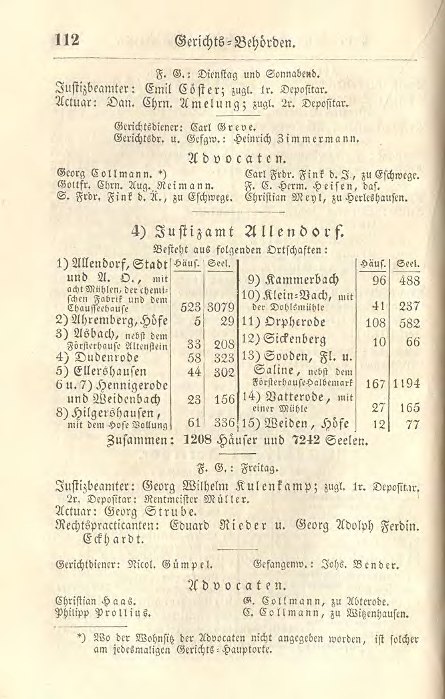 112 Gerichts-Behörden.
F. G.: Dienstag und Sonnabend.
Justizbeamter: Emil Cöster; zugl. 1r. Depositar.
Actuar: Dan. Chrn. Amelung; zugl. 2r. Depositar.
Gerichtsdiener: Carl Greve.
Gerichtsdr. u. Gefgw.: Heinrich Zimmermann.
Advocaten.
Georg Collmann. *) Carl Frdr. Fink d. J., zu Eschwege.
Gottfr. Chrn. Aug. Reimann. F. C. Herm. Heisen, das.
S. Frdr. Fink d. A., zu Eschwege. Christian Meyl, zu Herleshausen.
4) Justizamt Allendorf.
Besteht aus folgenden Ortschaften:
Häus. Seel. Häus. Seel.
1) Allendorf, Stadt
und A. O., mit
acht Mühlen, der chemi-
schen Fabrik und dem
Chausseehause 523 3079
2) Ahremberg, Höfe 5 29
3) Asbach, nebst dem
Försterhause Altenstein 33 208
4) Dudenrode 58 323
5) Ellershausen 44 302
6 u. 7) Hennigerode
und Weidenbach 23 156
8) Hilgershausen,
mit dem Hofe Vollung 61 336
9) Kammerbach 96 488
10) Klein-Vach, mit
der Dohlsmühle 41 237
11) Orpherode 108 582
12) Sickenberg 10 66
13) Sooden, Fl. u.
Saline, nebst dem
Försterhause Halbemark 167 1194
14) Vatterode, mit
einer Mühle 27 165
15) Weiden, Höfe 12 77
Zusammen: 1208 Häuser und 7242 Seelen.
F. G.: Freitag.
Justizbeamter: Georg Wilhelm Kulenkamp; zugl. 1r. Depositar.
2r. Depositar: Rentmeister Müller.
Actuar: Georg Strube.
Rechtspracticanten: Eduard Rieder u. Georg Adolph Ferdin.
Eckhardt.
Gerichtdiener: Nicol. Gümpel. Gefangenw.: Johs. Bender.
Advocaten.
Christian Haas. G. Collmann, zu Abterode.
Philipp Prollius. C. Collmann, zu Witzenhausen.
*) Wo der Wohnsitz der Advocaten nicht angegeben worden, ist solcher
am jedesmaligen Gerichts-Hauptorte.